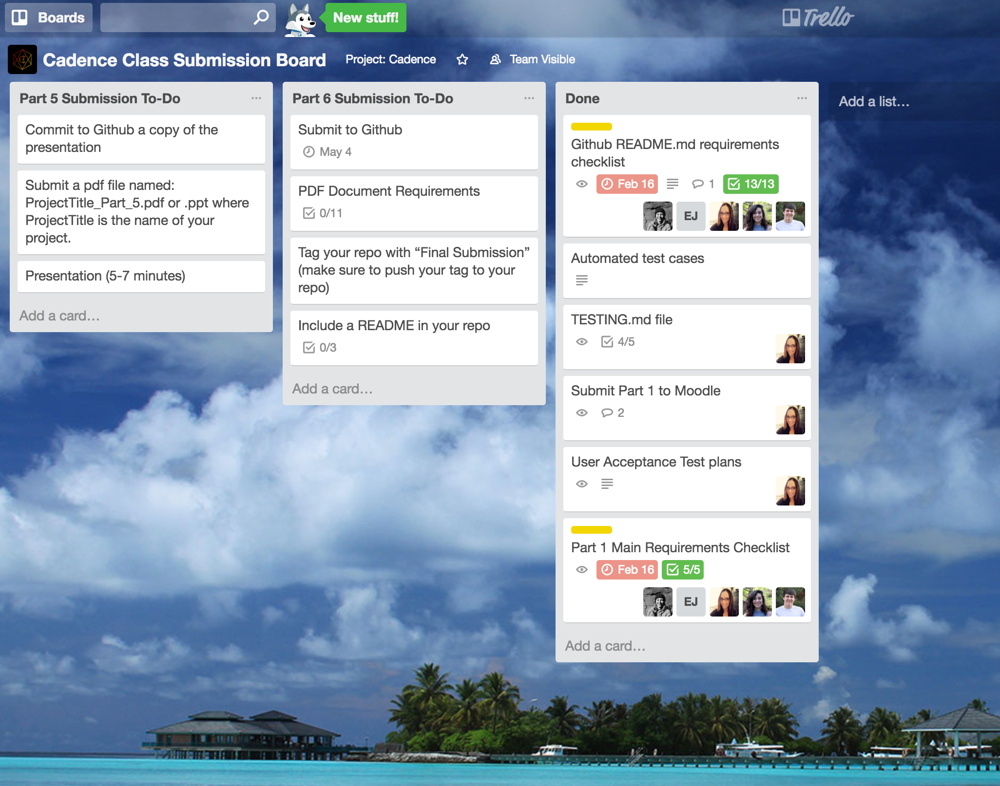 Boards
New stuff!
Trello
Cadence Class Submission Board
Project: Cadence
Team Visible
Part 5 Submission To-Do
Commit to Github a copy of the
presentation
Submit a pdf file named:
ProjectTitle_Part_5.pdf or .ppt where
ProjectTitle is the name of your
project.
Presentation (5-7 minutes)
Add a card…
Part 6 Submission To-Do
Submit to Github
May 4
PDF Document Requirements
0/11
Tag your repo with “Final Submission”
(make sure to push your tag to your
repo)
Include a README in your repo
0/3
Add a card…
Done
Github README.md requirements
checklist
Feb 16 1 13/13
EJ
Automated test cases
TESTING.md file
4/5
Submit Part 1 to Moodle
2
User Acceptance Test plans
Part 1 Main Requirements Checklist
Feb 16 5/5
EJ
Add a card…
Add a list…